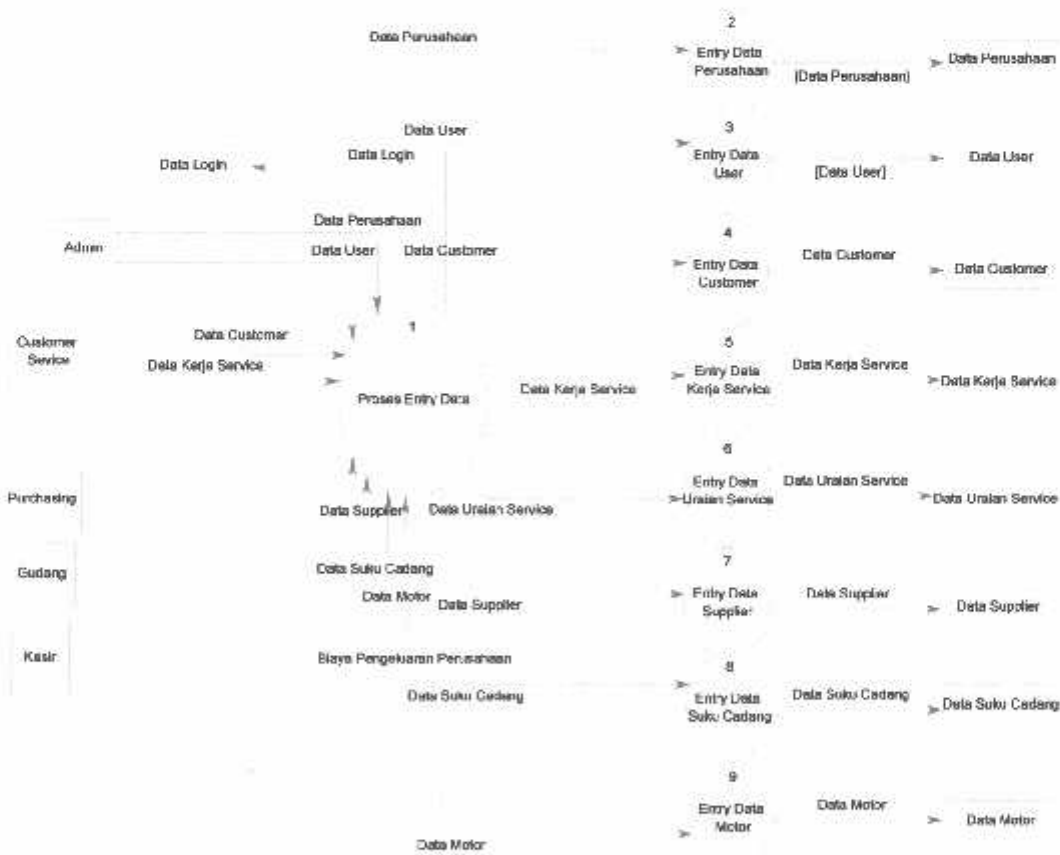 2
Data Perusahaan
Entry Data
Perusahaan
[Data Perusahaan]
Data Perusahaan
Data User
3
Data Login
Data Login
Entry Data
User
[Data User]
Data User
Data Perusahaan
Admin
Data User
Data Customer
4
Entry Data
Customer
Data Customer
Data Customer
Customer
Sevice
Data Customer
Data Kerja Service
1
Proses Entry Data
Data Kerja Service
5
Entry Data
Kerja Service
Data Kerja Service
Data Kerja Service
6
Purchasing
Data Supplier
Data Uraian Service
Entry Data
Uraian Service
Data Uraian Service
Data Uraian Service
Gudang
Data Suku Cadang
Data Motor
Data Supplier
7
Entry Data
Supplier
Data Supplier
Data Supplier
Kasir
Biaya Pengeluaran Perusahaan
Data Suku Cadang
8
Entry Data
Suku Cadang
Data Suku Cadang
Data Suku Cadang
9
Entry Data
Motor
Data Motor
Data Motor
Data Motor